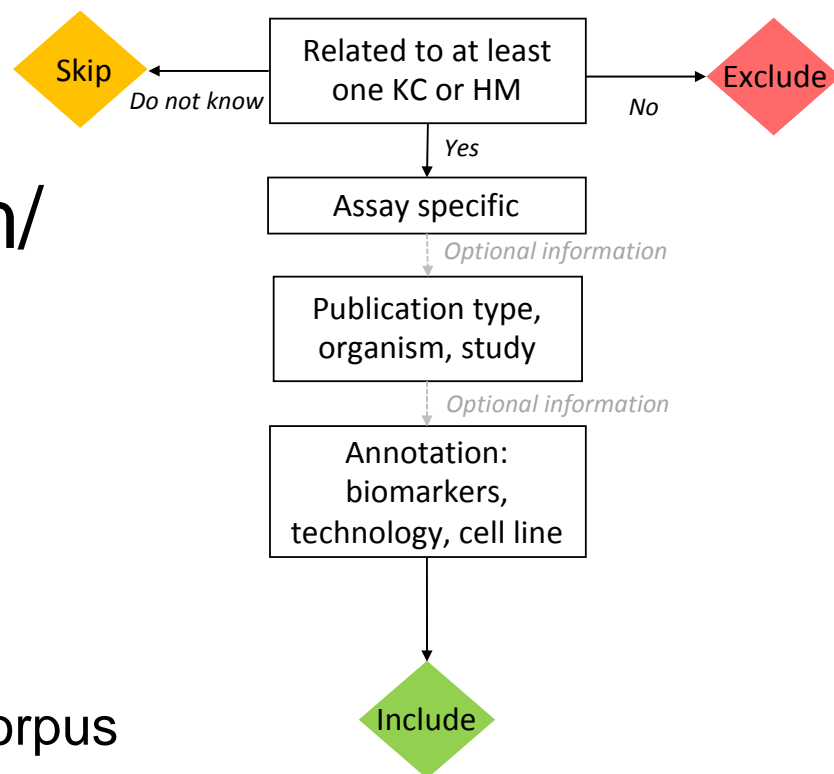 Related to at least
one KC or HM
Skip
Exclude
Do not know
No
Yes
n/
Assay specific
Optional information
Publication type,
organism, study
Optional information
Annotation:
biomarkers,
technology, cell line
Include
orpus